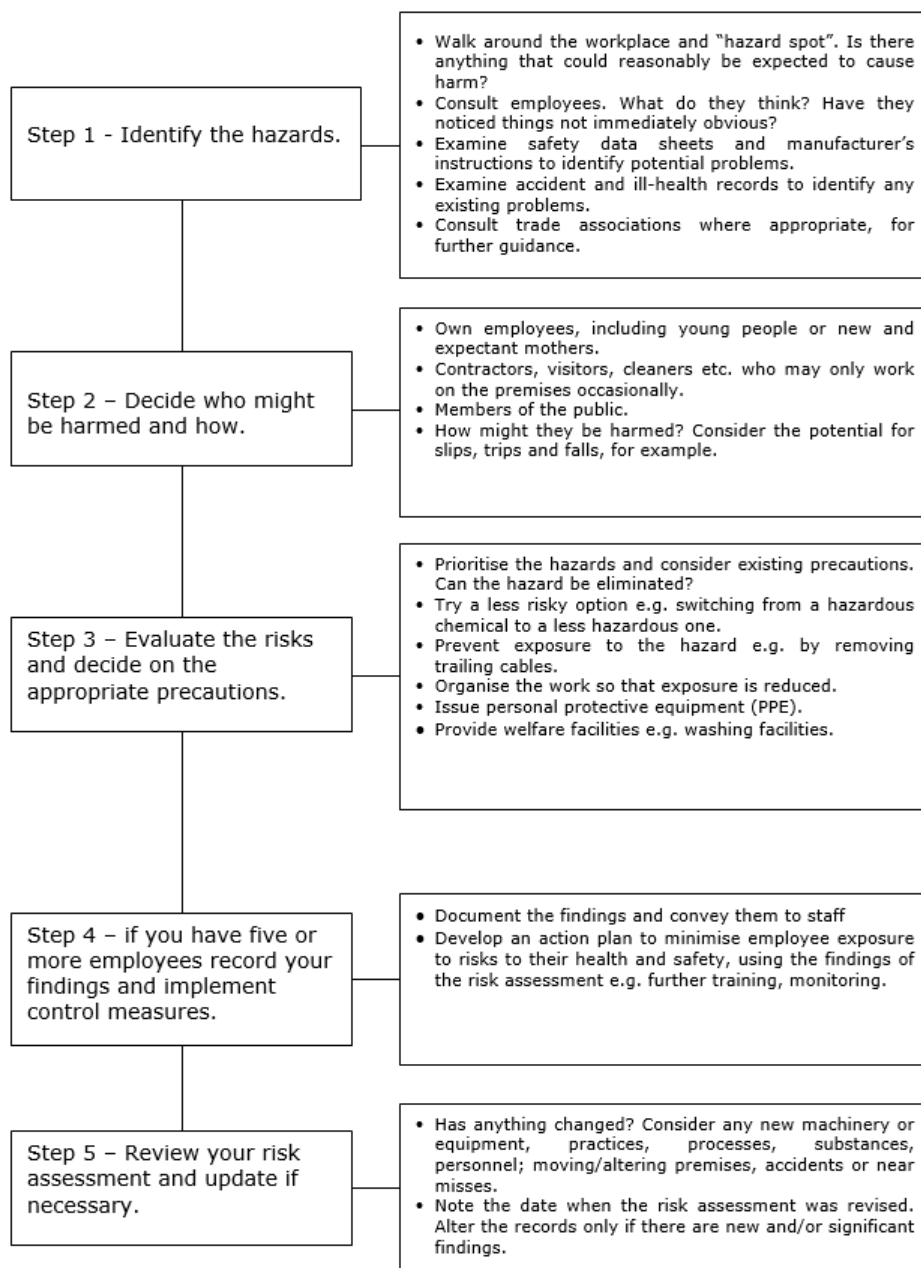 Step 1 - Identify the hazards.
• Walk around the workplace and “hazard spot”. Is there
anything that could reasonably be expected to cause
harm?
• Consult employees. What do they think? Have they
noticed things not immediately obvious?
• Examine safety data sheets and manufacturer’s
instructions to identify potential problems.
• Examine accident and ill-health records to identify any
existing problems.
• Consult trade associations where appropriate, for
further guidance.
Step 2 – Decide who might
be harmed and how.
• Own employees, including young people or new and
expectant mothers.
• Contractors, visitors, cleaners etc. who may only work
on the premises occasionally.
• Members of the public.
• How might they be harmed? Consider the potential for
slips, trips and falls, for example.
Step 3 – Evaluate the risks
and decide on the
appropriate precautions.
• Prioritise the hazards and consider existing precautions.
Can the hazard be eliminated?
• Try a less risky option e.g. switching from a hazardous
chemical to a less hazardous one.
• Prevent exposure to the hazard e.g. by removing
trailing cables.
• Organise the work so that exposure is reduced.
• Issue personal protective equipment (PPE).
• Provide welfare facilities e.g. washing facilities.
Step 4 – if you have five or
more employees record your
findings and implement
control measures.
• Document the findings and convey them to staff
• Develop an action plan to minimise employee exposure
to risks to their health and safety, using the findings of
the risk assessment e.g. further training, monitoring.
Step 5 – Review your risk
assessment and update if
necessary.
• Has anything changed? Consider any new machinery or
equipment, practices, processes, substances,
personnel; moving/altering premises, accidents or near
misses.
• Note the date when the risk assessment was revised.
Alter the records only if there are new and/or significant
findings.